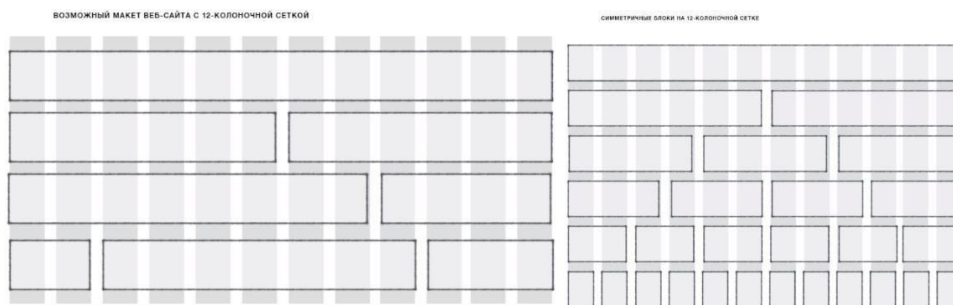 ВОЗМОЖНЫЙ МАКЕТ ВЕБ-САЙТА С 12-КОЛОНОЧНОЙ СЕТКОЙ
СИММЕТРИЧНЫЕ БЛОКИ НА 12-КОЛОНОЧНОЙ СЕТКЕ